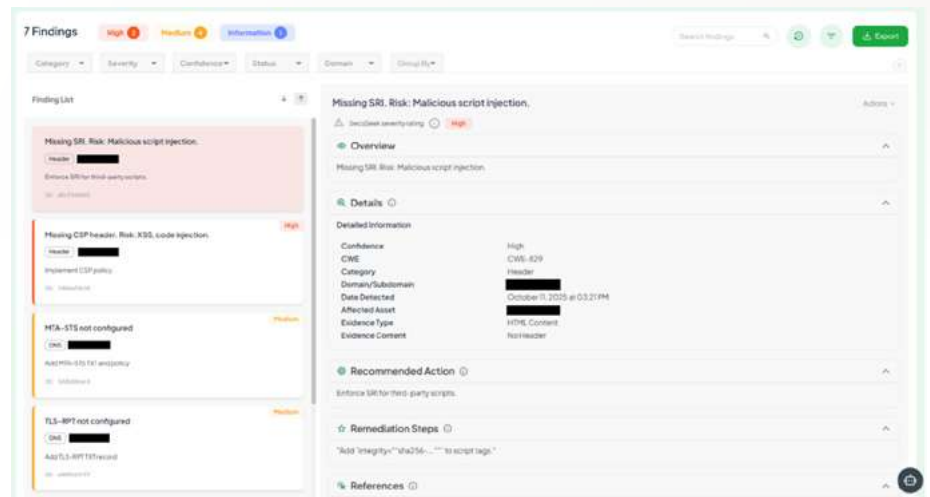 7 Findings High Medium Information
Search findings Export
Category Severity Confidence Status Domain Group By
Finding List
Missing SRI. Risk: Malicious script injection.
Header
Enforce SRI for third-party scripts.
High
Missing CSP header. Risk: XSS, code injection.
Header
Implement CSP policy.
Medium
MTA-STS not configured
DNS
Add MTA-STS TXT and policy
Medium
TLS-RPT not configured
DNS
Add TLS-RPT TXT record
Missing SRI. Risk: Malicious script injection. Actions
SecoSeek severity rating High
Overview
Missing SRI. Risk: Malicious script injection.
Details
Detailed Information
Confidence High
CWE CWE-829
Category Header
Domain/Subdomain
Date Detected October 11, 2025 at 03:21 PM
Affected Asset
Evidence Type HTML Content
Evidence Content No Header
Recommended Action
Enforce SRI for third-party scripts.
Remediation Steps
"Add `integrity=""sha256-...""` to script tags."
References